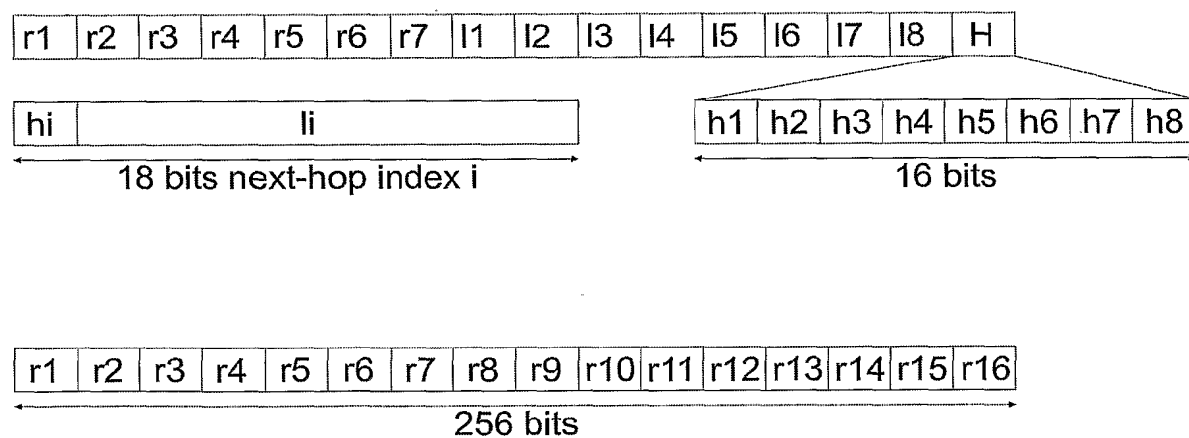 r1 r2 r3 r4 r5 r6 r7 l1 l2 l3 l4 l5 l6 l7 l8 H
hi li h1 h2 h3 h4 h5 h6 h7 h8
18 bits next-hop index i 16 bits
r1 r2 r3 r4 r5 r6 r7 r8 r9 r10 r11 r12 r13 r14 r15 r16
256 bits